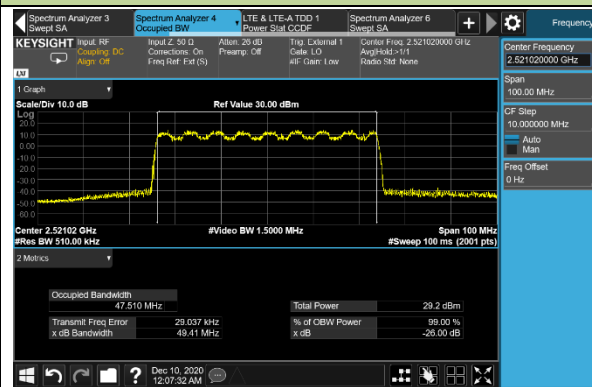 Spectrum Analyzer 3
Swept SA
Spectrum Analyzer 4
Occupied BW
LTE & LTE-A TDD 1
Power Stat CCDF
Spectrum Analyzer 6
Swept SA
Frequency
KEYSIGHT
Input: RF
Coupling: DC
Align: Off
Input Z: 50 Ω
Corrections: On
Freq Ref: Ext (S)
Atten: 26 dB
Preamp: Off
Trig: External 1
Gate: LO
#IF Gain: Low
Center Freq: 2.521020000 GHz
Avg|Hold:>1/1
Radio Std: None
LXI
Center Frequency
2.521020000 GHz
Span
100.00 MHz
CF Step
10.000000 MHz
Auto
Man
Freq Offset
0 Hz
1 Graph
Scale/Div 10.0 dB
Ref Value 30.00 dBm
Log
20.0
10.0
0.00
-10.0
-20.0
-30.0
-40.0
-50.0
-60.0
Center 2.52102 GHz
#Video BW 1.5000 MHz
Span 100 MHz
#Res BW 510.00 kHz
#Sweep 100 ms (2001 pts)
2 Metrics
Occupied Bandwidth
47.510 MHz
Total Power
29.2 dBm
Transmit Freq Error
29.037 kHz
% of OBW Power
99.00 %
x dB Bandwidth
49.41 MHz
x dB
-26.00 dB
?
Dec 10, 2020
12:07:32 AM